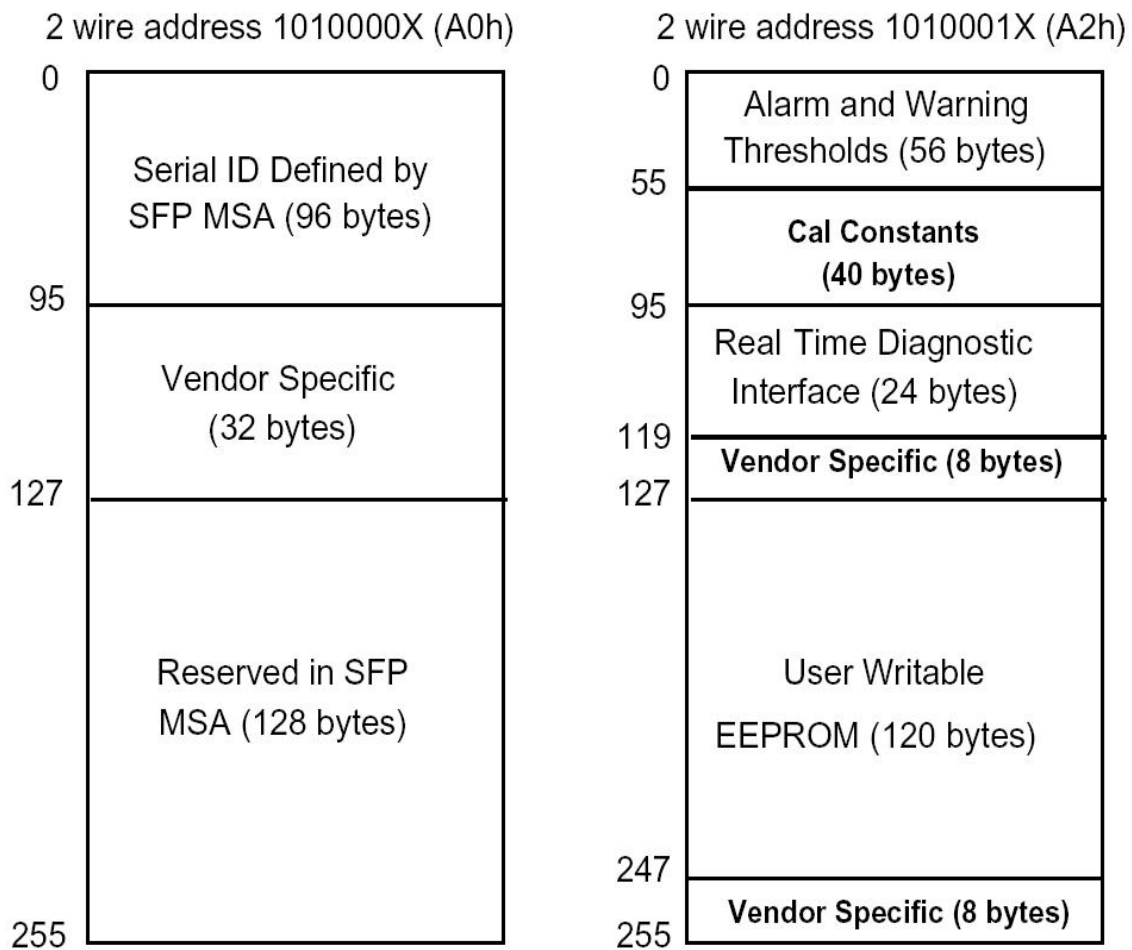 2 wire address 1010000X (A0h)
0
Serial ID Defined by
SFP MSA (96 bytes)
95
Vendor Specific
(32 bytes)
127
Reserved in SFP
MSA (128 bytes)
255
2 wire address 1010001X (A2h)
0
Alarm and Warning
Thresholds (56 bytes)
55
Cal Constants
(40 bytes)
95
Real Time Diagnostic
Interface (24 bytes)
119
Vendor Specific (8 bytes)
127
User Writable
EEPROM (120 bytes)
247
Vendor Specific (8 bytes)
255